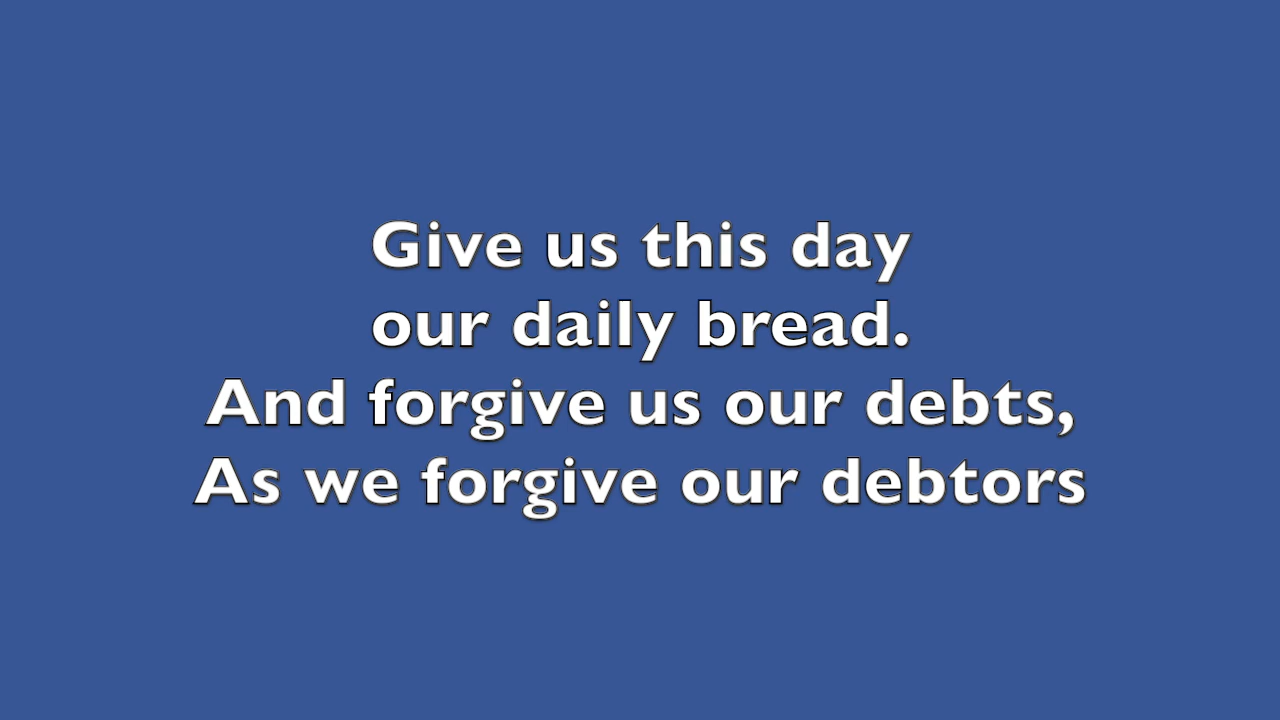 Give us this day
our daily bread.
And forgive us our debts,
As we forgive our debtors